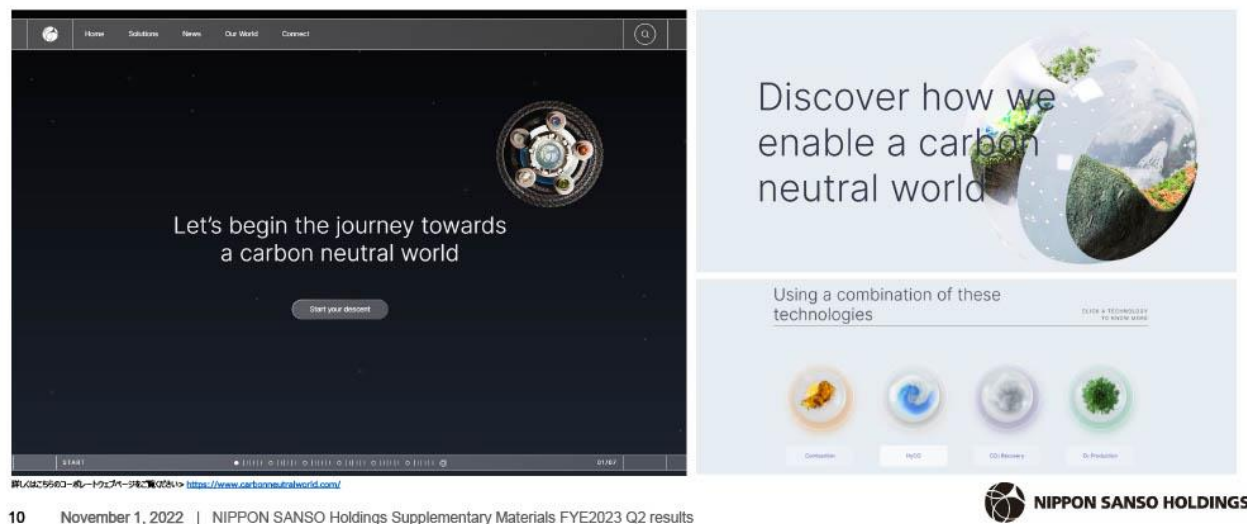 Home Solutions News Our World Connect
Let's begin the journey towards
a carbon neutral world
Start your descent
START
01/07
Discover how we
enable a carbon
neutral world
Using a combination of these
technologies
CLICK A TECHNOLOGY
TO KNOW MORE
Combustion HyCO CO2 Recovery O2 Production
詳しくはこちらのコーポレートウェブページをご覧ください> https://www.carbonneutralworld.com/
10 November 1, 2022 | NIPPON SANSO Holdings Supplementary Materials FYE2023 Q2 results
NIPPON SANSO HOLDINGS